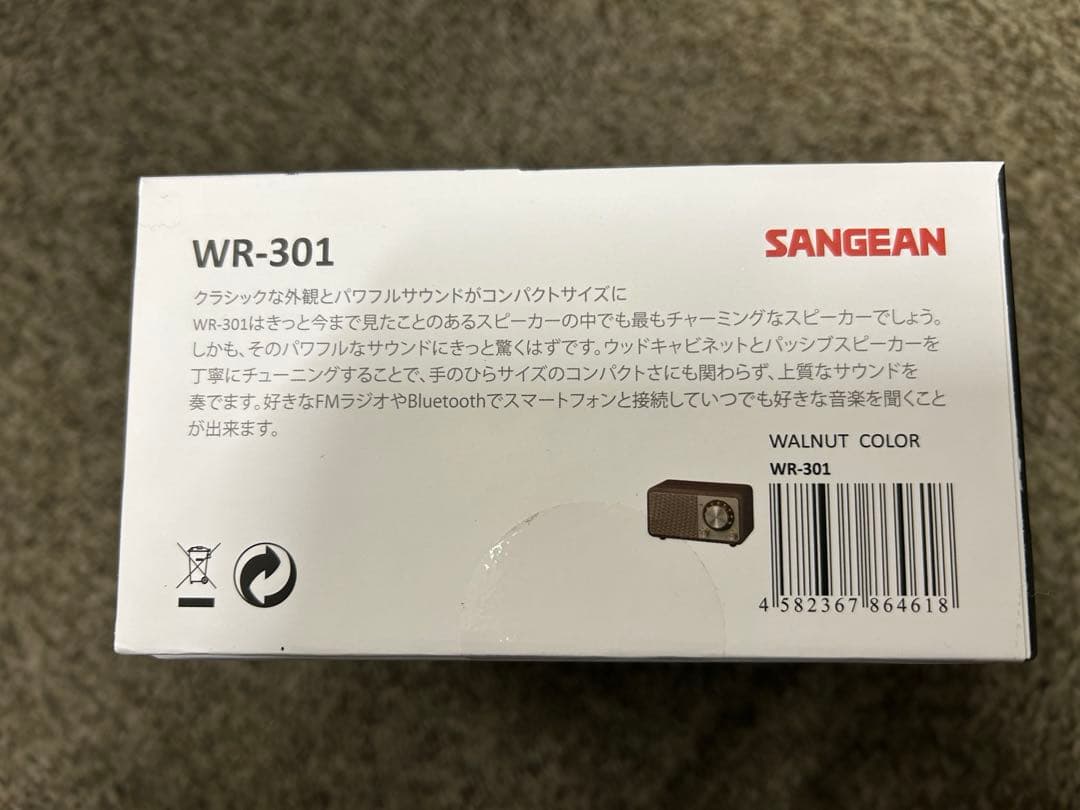 WR-301
SANGEAN
クラシックな外観とパワフルサウンドがコンパクトサイズに
WR-301はきっと今まで見たことのあるスピーカーの中でも最もチャーミングなスピーカーでしょう。
しかも、そのパワフルなサウンドにきっと驚くはずです。ウッドキャビネットとパッシブスピーカーを
丁寧にチューニングすることで、手のひらサイズのコンパクトさにも関わらず、上質なサウンドを
奏でます。好きなFMラジオやBluetoothでスマートフォンと接続していつでも好きな音楽を聞くこと
が出来ます。
WALNUT COLOR
WR-301
4 582367 864618